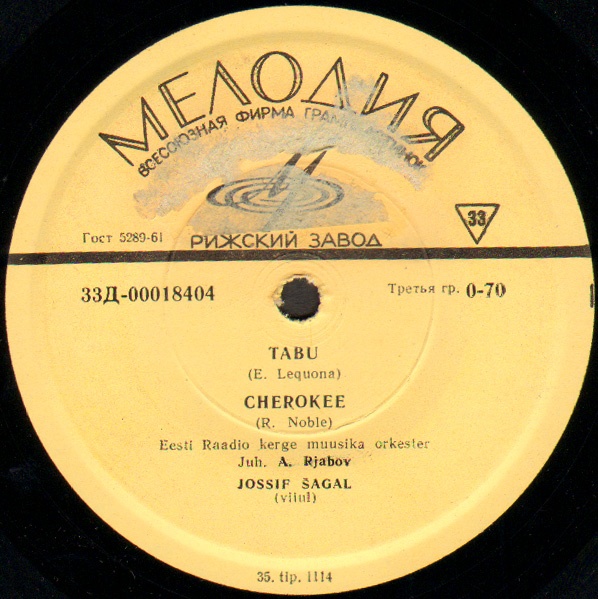 МЕЛОДИЯ
ВСЕСОЮЗНАЯ ФИРМА ГРАМПЛАСТИНОК
33
Гост 5289-61
РИЖСКИЙ ЗАВОД
33Д-00018404
Третья гр. 0-70
TABU
(E. Lequona)
CHEROKEE
(R. Noble)
Eesti Raadio kerge muusika orkester
Juh. A. Rjabov
JOSSIF ŠAGAL
(viiul)
35. tip. 1114